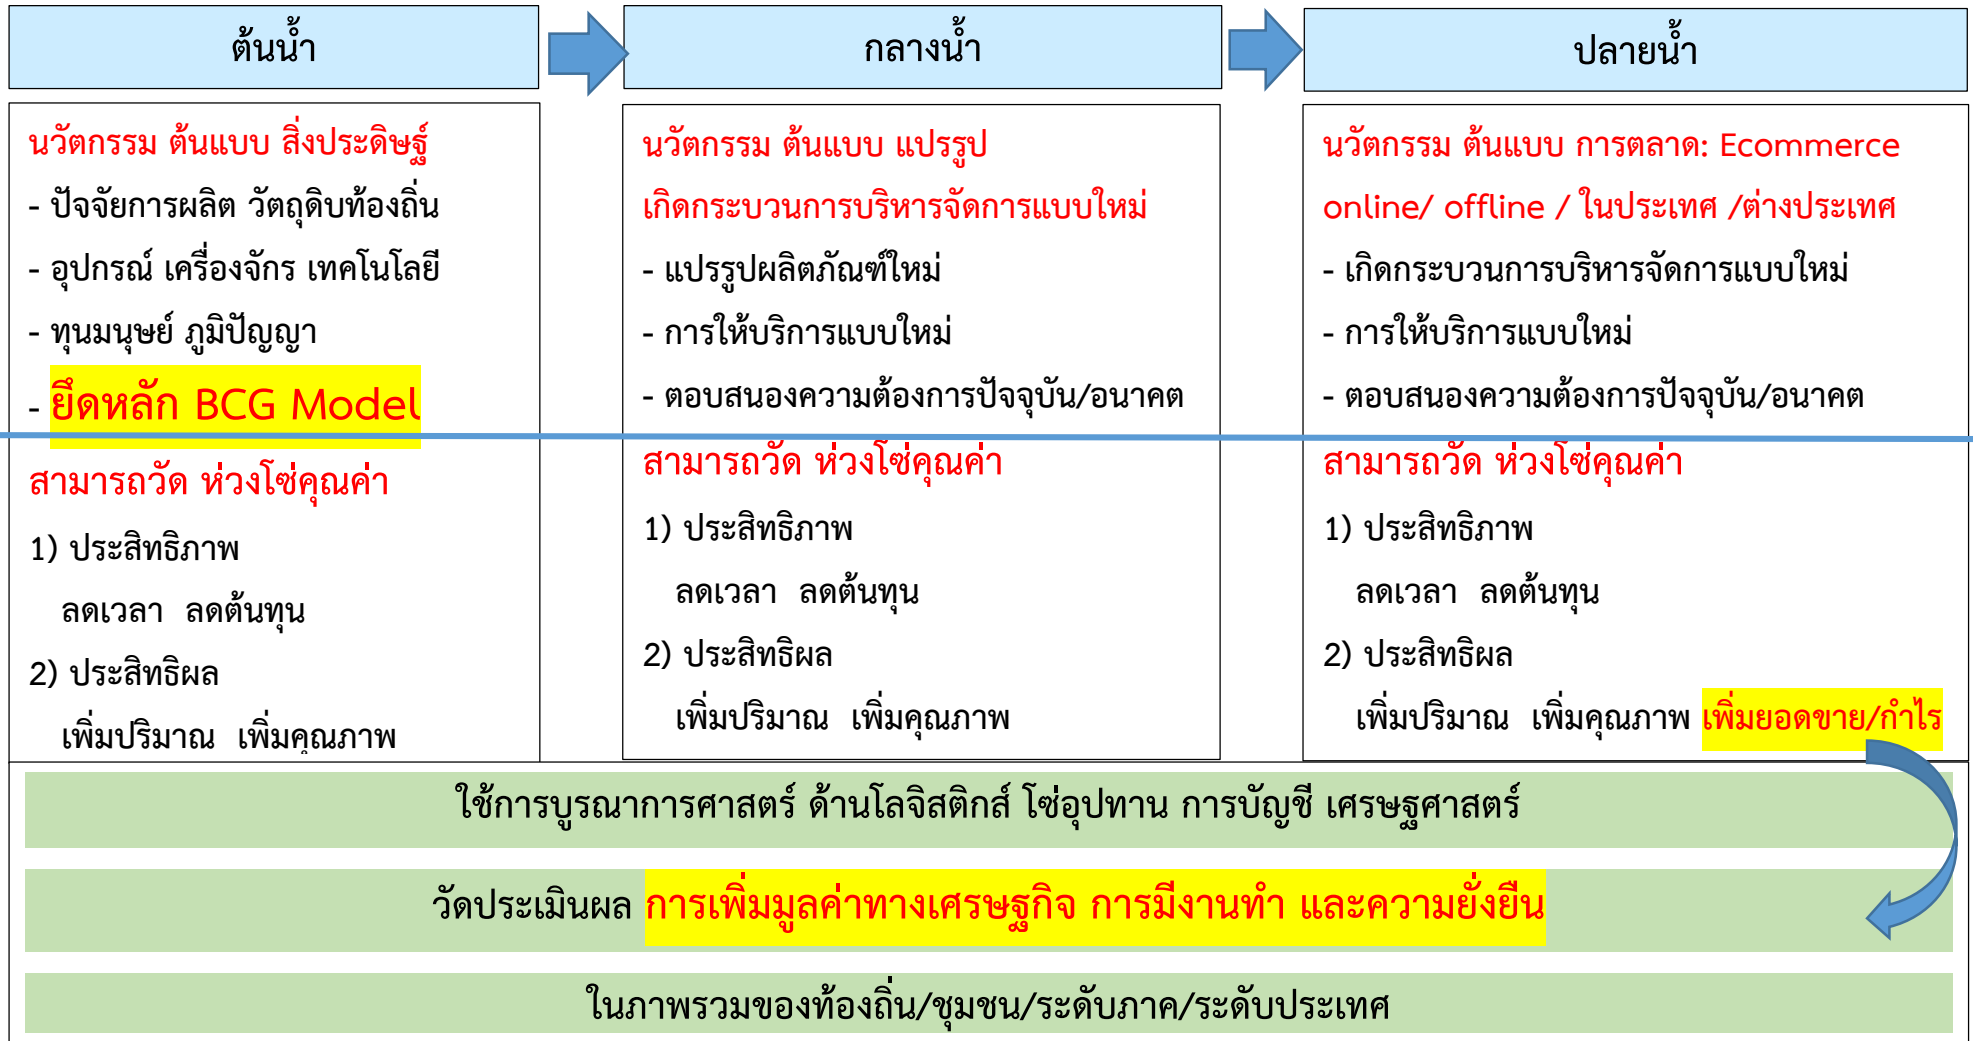 ต้นน้ำ
กลางน้ำ
ปลายน้ำ
นวัตกรรม ต้นแบบ สิ่งประดิษฐ์
- ปัจจัยการผลิต วัตถุดิบท้องถิ่น
- อุปกรณ์ เครื่องจักร เทคโนโลยี
- ทุนมนุษย์ ภูมิปัญญา
- ยึดหลัก BCG Model
สามารถวัด ห่วงโซ่คุณค่า
1) ประสิทธิภาพ
ลดเวลา ลดต้นทุน
2) ประสิทธิผล
เพิ่มปริมาณ เพิ่มคุณภาพ
นวัตกรรม ต้นแบบ แปรรูป
เกิดกระบวนการบริหารจัดการแบบใหม่
- แปรรูปผลิตภัณฑ์ใหม่
- การให้บริการแบบใหม่
- ตอบสนองความต้องการปัจจุบัน/อนาคต
สามารถวัด ห่วงโซ่คุณค่า
1) ประสิทธิภาพ
ลดเวลา ลดต้นทุน
2) ประสิทธิผล
เพิ่มปริมาณ เพิ่มคุณภาพ
นวัตกรรม ต้นแบบ การตลาด: Ecommerce
online/ offline / ในประเทศ /ต่างประเทศ
- เกิดกระบวนการบริหารจัดการแบบใหม่
- การให้บริการแบบใหม่
- ตอบสนองความต้องการปัจจุบัน/อนาคต
สามารถวัด ห่วงโซ่คุณค่า
1) ประสิทธิภาพ
ลดเวลา ลดต้นทุน
2) ประสิทธิผล
เพิ่มปริมาณ เพิ่มคุณภาพ เพิ่มยอดขาย/กำไร
ใช้การบูรณาการศาสตร์ ด้านโลจิสติกส์ โซ่อุปทาน การบัญชี เศรษฐศาสตร์
วัดประเมินผล การเพิ่มมูลค่าทางเศรษฐกิจ การมีงานทำ และความยั่งยืน
ในภาพรวมของท้องถิ่น/ชุมชน/ระดับภาค/ระดับประเทศ